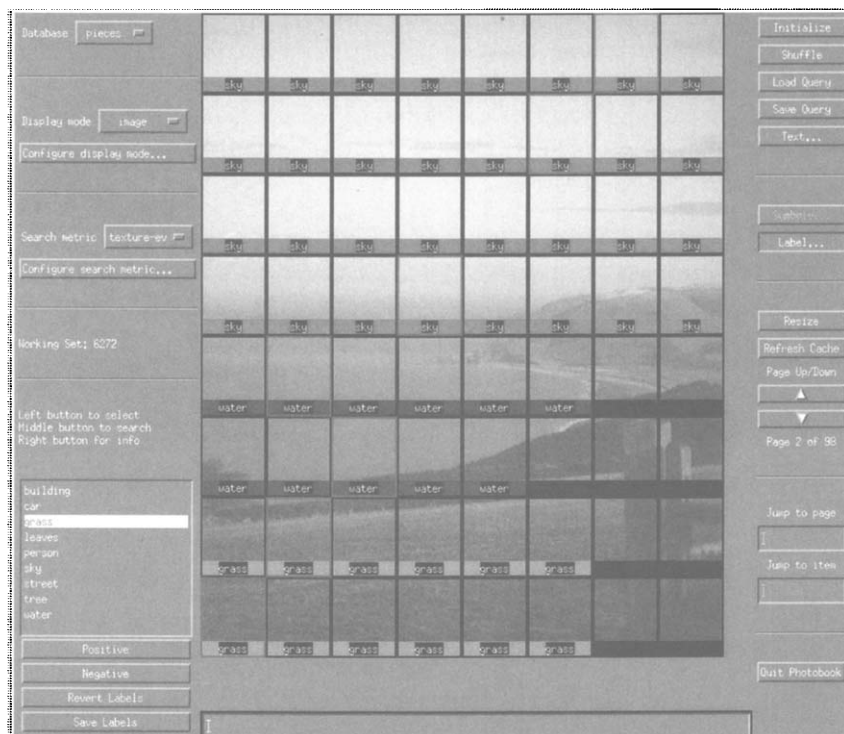 Database pieces
Display mode image
Configure display mode...
Search metric texture-ev
Configure search metric...
Working Set: 6272
Left button to select
Middle button to search
Right button for info
building
car
grass
leaves
person
sky
street
tree
water
Positive
Negative
Revert Labels
Save Labels
sky sky sky sky sky sky sky sky
sky sky sky sky sky sky sky sky
sky sky sky sky sky sky sky sky
sky sky sky sky sky sky sky sky
water water water water water water
water water water water water
grass grass grass grass grass grass
grass grass grass grass grass grass
Initialize
Shuffle
Load Query
Save Query
Text...
Label...
Resize
Refresh Cache
Page Up/Down
Page 2 of 98
Jump to page
Jump to item
Quit Photobook